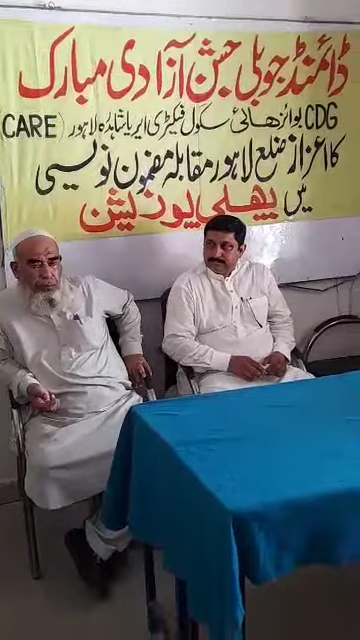 ڈائمنڈ جوبلی جشن آزادی مبارک
CDG بوائز ھائی سکول فیکٹری ایریا شاہدرہ لاہور (CARE
کا اعزاز ضلع لاہور مقابلہ مضمون نویسی
میں پہلی پوزیشن